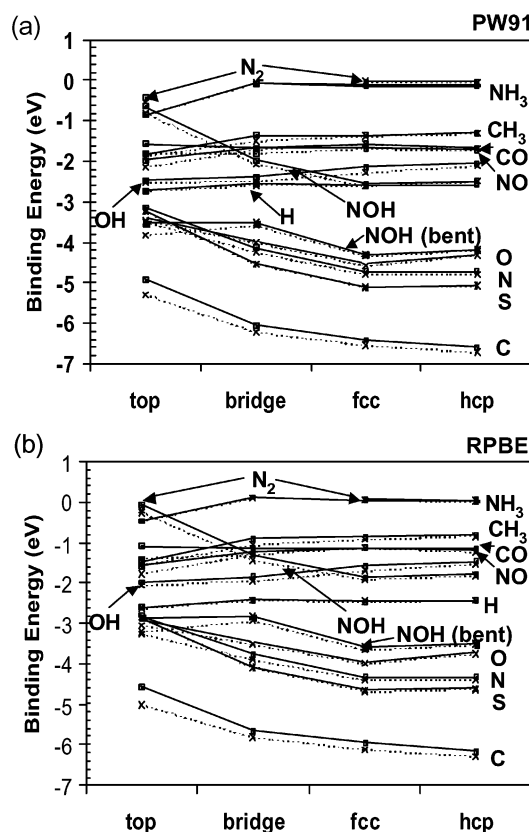 (a)
PW91
1
0
-1
-2
-3
-4
-5
-6
-7
Binding Energy (eV)
N2
NH3
CH3
CO
NO
NOH
OH
H
NOH (bent)
O
N
S
C
top bridge fcc hcp
(b)
RPBE
1
0
-1
-2
-3
-4
-5
-6
-7
Binding Energy (eV)
N2
NH3
CH3
CO
NO
H
OH
NOH
NOH (bent)
O
N
S
C
top bridge fcc hcp